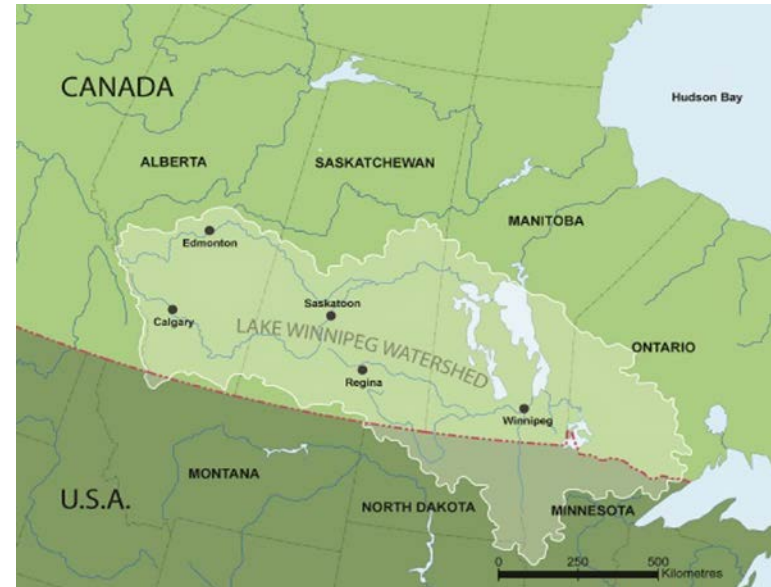 CANADA
Hudson Bay
ALBERTA
SASKATCHEWAN
MANITOBA
Edmonton
Saskatoon
Calgary
LAKE WINNIPEG WATERSHED
ONTARIO
Regina
Winnipeg
MONTANA
U.S.A.
NORTH DAKOTA
MINNESOTA
0 250 500
Kilometres